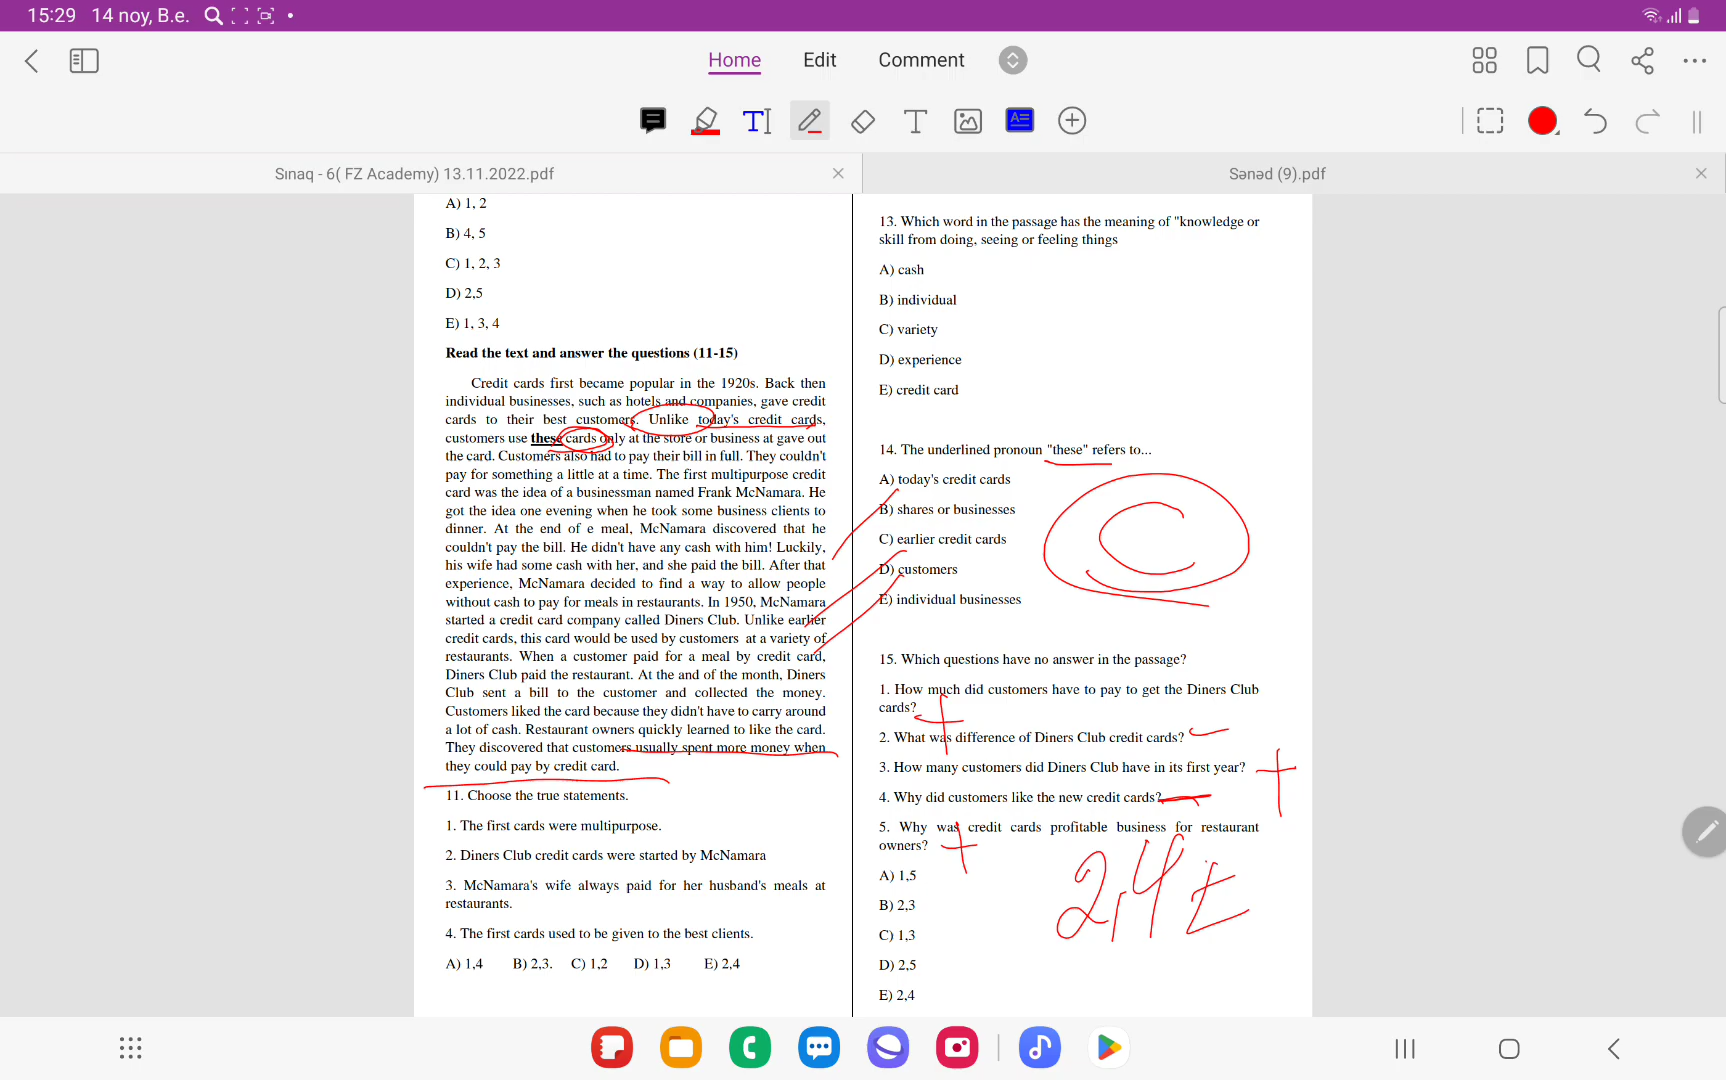 15:29 14 noy, B.e.
Home Edit Comment
Sınaq - 6( FZ Academy) 13.11.2022.pdf
Sənəd (9).pdf
A) 1, 2
B) 4, 5
C) 1, 2, 3
D) 2,5
E) 1, 3, 4
Read the text and answer the questions (11-15)
Credit cards first became popular in the 1920s. Back then
individual businesses, such as hotels and companies, gave credit
cards to their best customers. Unlike today's credit cards,
customers use these cards only at the store or business at gave out
the card. Customers also had to pay their bill in full. They couldn't
pay for something a little at a time. The first multipurpose credit
card was the idea of a businessman named Frank McNamara. He
got the idea one evening when he took some business clients to
dinner. At the end of e meal, McNamara discovered that he
couldn't pay the bill. He didn't have any cash with him! Luckily,
his wife had some cash with her, and she paid the bill. After that
experience, McNamara decided to find a way to allow people
without cash to pay for meals in restaurants. In 1950, McNamara
started a credit card company called Diners Club. Unlike earlier
credit cards, this card would be used by customers at a variety of
restaurants. When a customer paid for a meal by credit card,
Diners Club paid the restaurant. At the and of the month, Diners
Club sent a bill to the customer and collected the money.
Customers liked the card because they didn't have to carry around
a lot of cash. Restaurant owners quickly learned to like the card.
They discovered that customers usually spent more money when
they could pay by credit card.
11. Choose the true statements.
1. The first cards were multipurpose.
2. Diners Club credit cards were started by McNamara
3. McNamara's wife always paid for her husband's meals at
restaurants.
4. The first cards used to be given to the best clients.
A) 1,4 B) 2,3. C) 1,2 D) 1,3 E) 2,4
13. Which word in the passage has the meaning of "knowledge or
skill from doing, seeing or feeling things
A) cash
B) individual
C) variety
D) experience
E) credit card
14. The underlined pronoun "these" refers to...
A) today's credit cards
B) shares or businesses
C) earlier credit cards
D) customers
E) individual businesses
C
15. Which questions have no answer in the passage?
1. How much did customers have to pay to get the Diners Club
cards?
2. What was difference of Diners Club credit cards?
3. How many customers did Diners Club have in its first year?
4. Why did customers like the new credit cards?
5. Why was credit cards profitable business for restaurant
owners?
A) 1,5
B) 2,3
C) 1,3
D) 2,5
E) 2,4
2,4 E